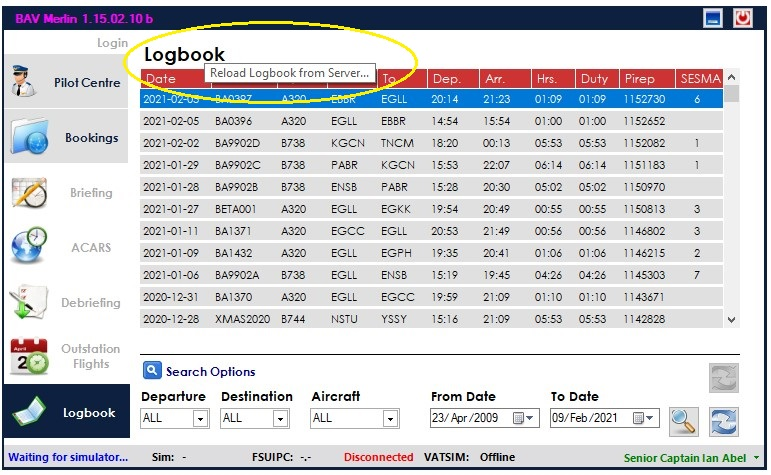 BAV Merlin 1.15.02.10 b
Login
Pilot Centre
Bookings
Briefing
ACARS
Debriefing
April
20
Outstation
Flights
Logbook
Logbook
Reload Logbook from Server...
Date To Dep. Arr. Hrs. Duty Pirep SESMA
2021-02-05 BA0397 A320 EBBR EGLL 20:14 21:23 01:09 01:09 1152730 6
2021-02-05 BA0396 A320 EGLL EBBR 14:54 15:54 01:00 01:00 1152652
2021-02-02 BA9902D B738 KGCN TNCM 18:20 00:13 05:53 05:53 1152082 1
2021-01-29 BA9902C B738 PABR KGCN 15:53 22:07 06:14 06:14 1151183 1
2021-01-28 BA9902B B738 ENSB PABR 15:28 20:30 05:02 05:02 1150970
2021-01-27 BETA001 A320 EGLL EGKK 19:54 20:49 00:55 00:55 1150813 3
2021-01-11 BA1371 A320 EGCC EGLL 20:53 21:49 00:56 00:56 1146802 3
2021-01-09 BA1432 A320 EGLL EGPH 19:35 20:41 01:06 01:06 1146215 2
2021-01-06 BA9902A B738 EGLL ENSB 15:19 19:45 04:26 04:26 1145303 7
2020-12-31 BA1370 A320 EGLL EGCC 19:59 21:09 01:10 01:10 1143671
2020-12-28 XMAS2020 B744 NSTU YSSY 15:16 21:09 05:53 05:53 1142828
Search Options
Departure Destination Aircraft From Date To Date
ALL ALL ALL 23/Apr/2009 09/Feb/2021
Waiting for simulator... Sim: - FSUIPC: -.- Disconnected VATSIM: Offline Senior Captain Ian Abel